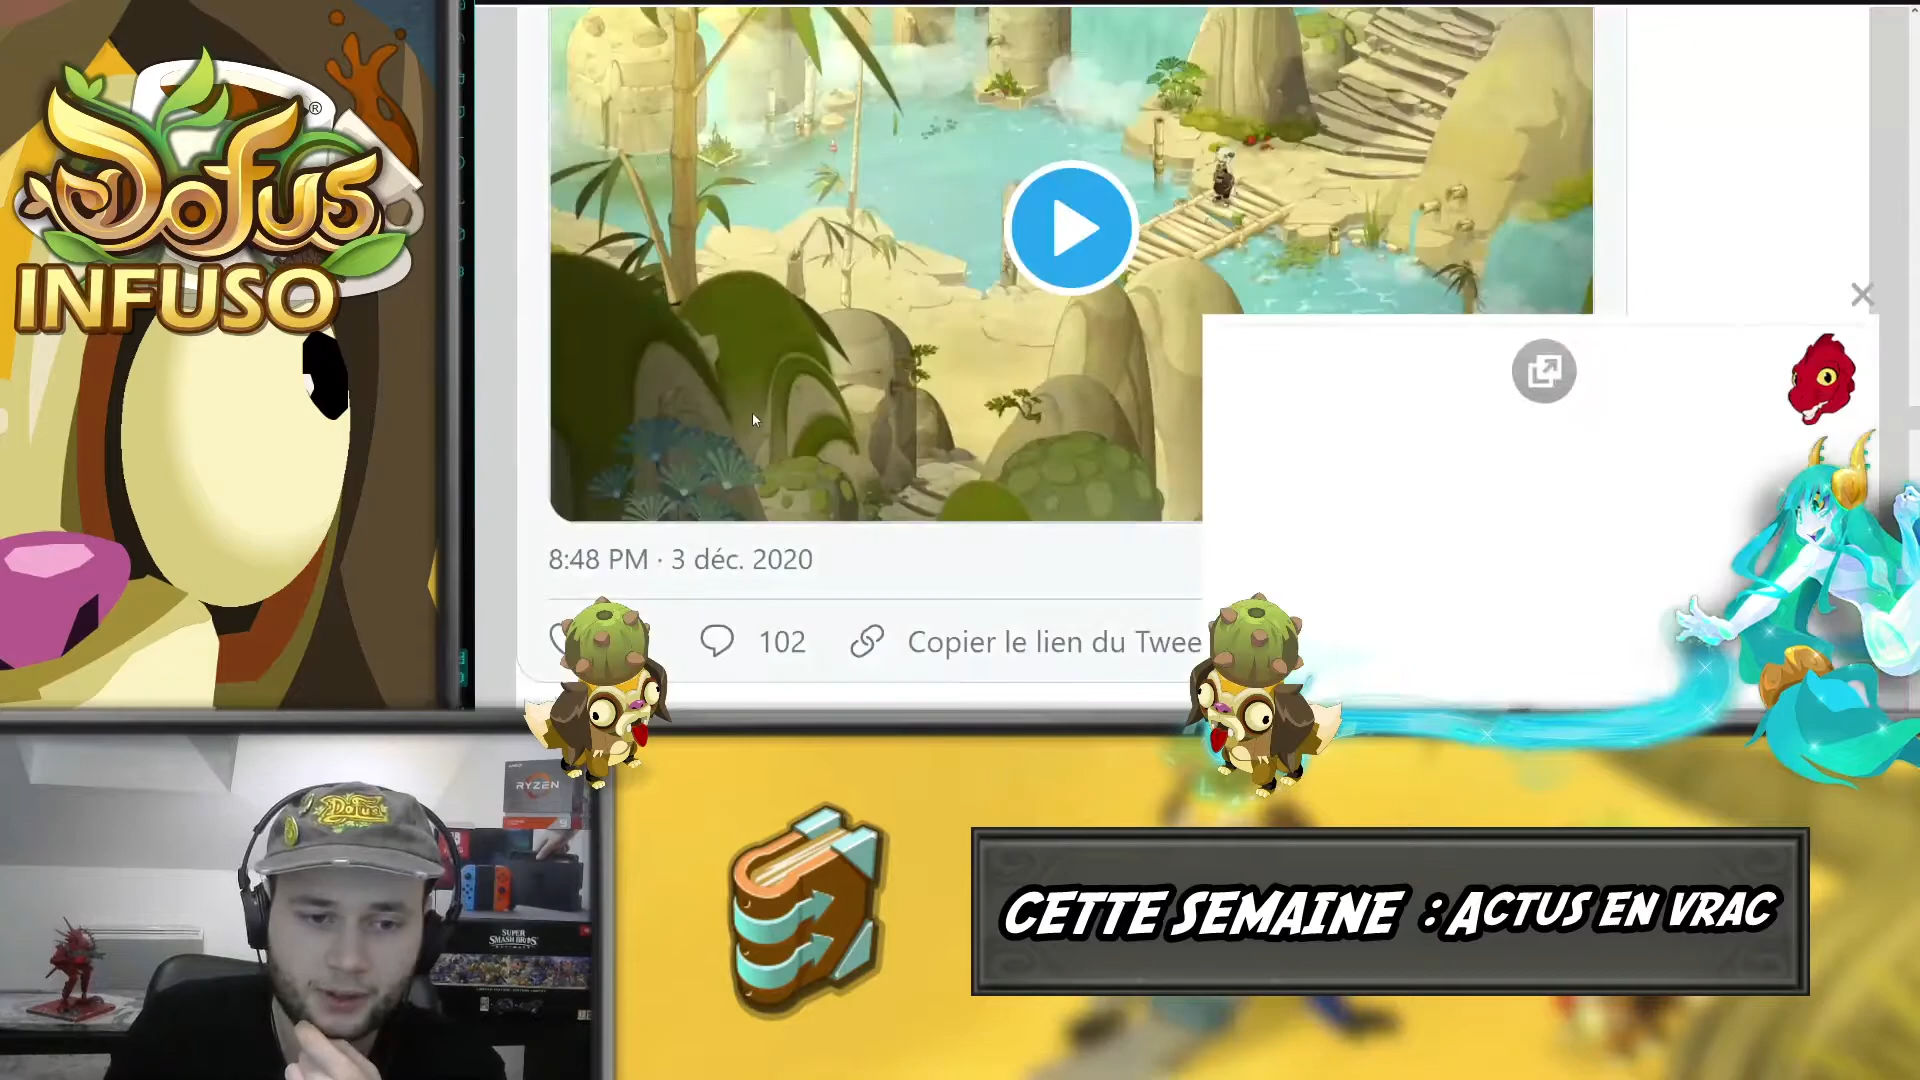 DOFUS®
INFUSO
8:48 PM · 3 déc. 2020
102
Copier le lien du Twee
RYZEN
DOFUS
SUPER
SMASH BROS.
CETTE SEMAINE : ACTUS EN VRAC